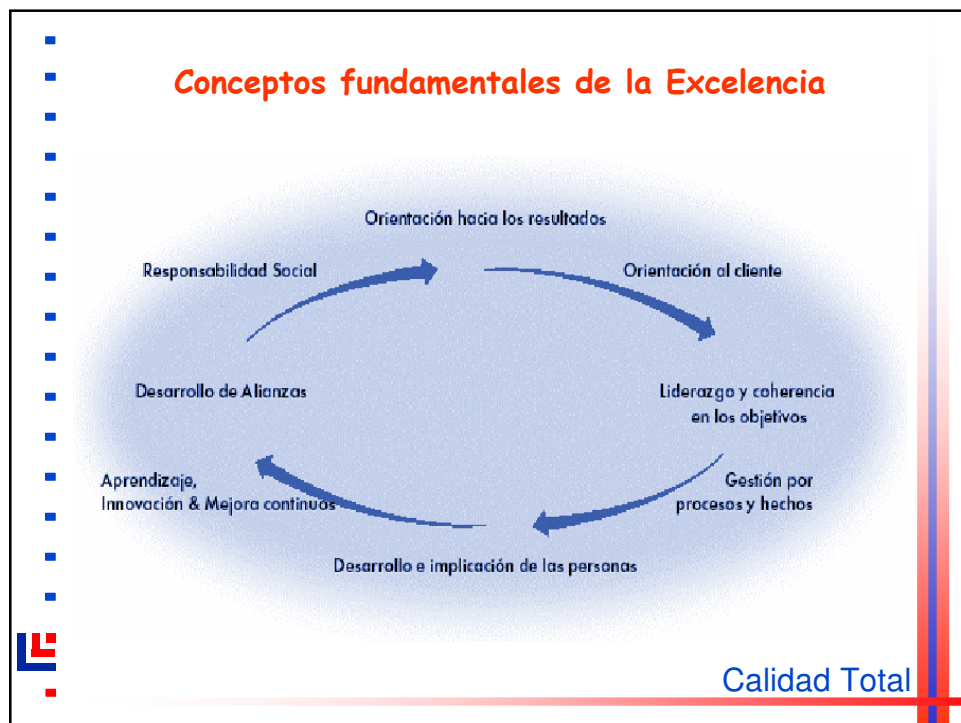 Conceptos fundamentales de la Excelencia
Orientación hacia los resultados
Responsabilidad Social
Orientación al cliente
Desarrollo de Alianzas
Liderazgo y coherencia
en los objetivos
Aprendizaje,
Innovación & Mejora continuos
Gestión por
procesos y hechos
Desarrollo e implicación de las personas
Calidad Total